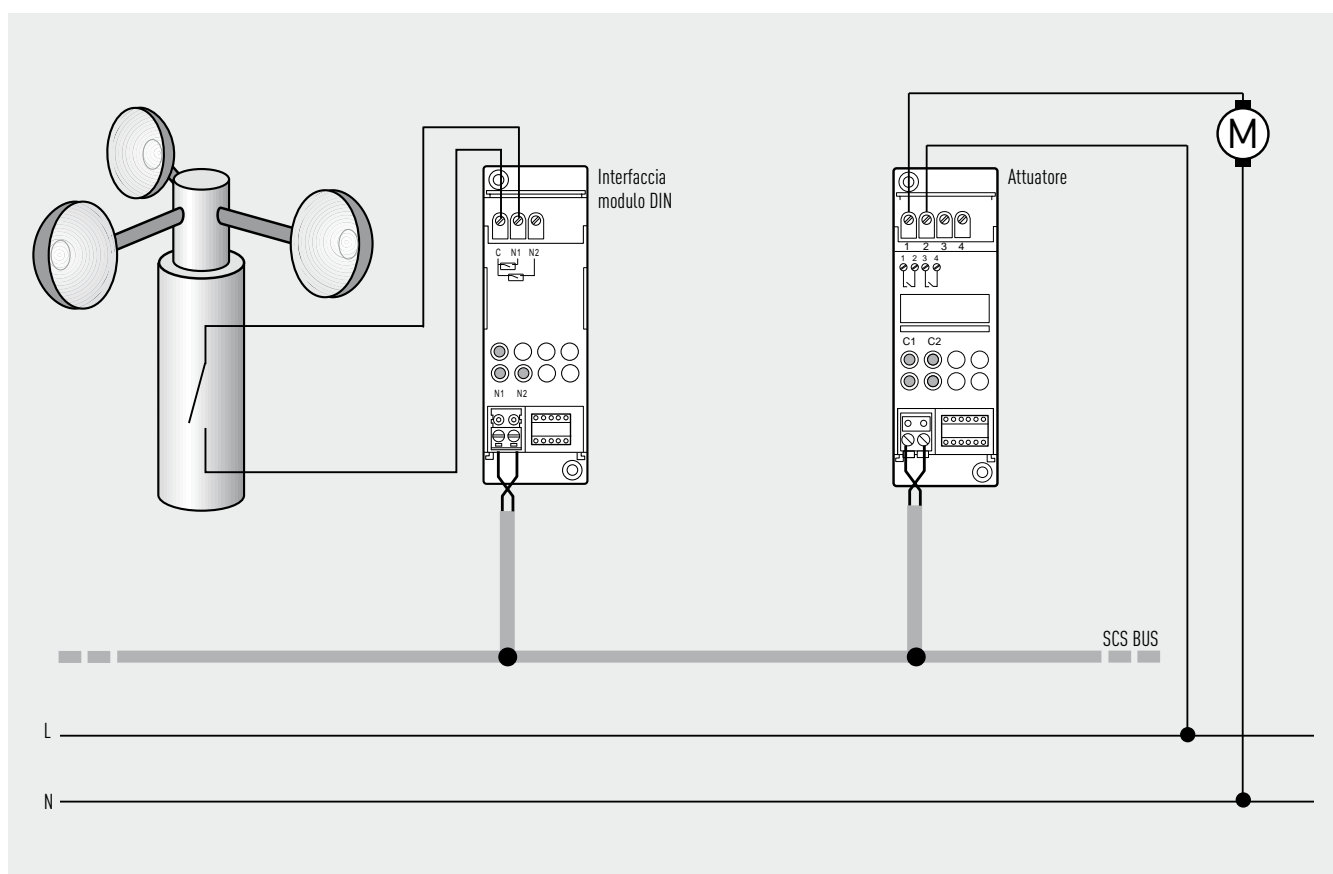 Interfaccia
modulo DIN
C N1 N2
N1 N2
Attuatore
1 2 3 4
1 2 3 4
C1 C2
M
SCS BUS
L
N